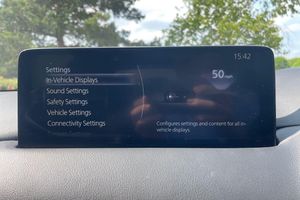 15:42
Settings
In-Vehicle Displays
Sound Settings
Safety Settings
Vehicle Settings
Connectivity Settings
50 mph
Configures settings and content for all in-
vehicle displays.